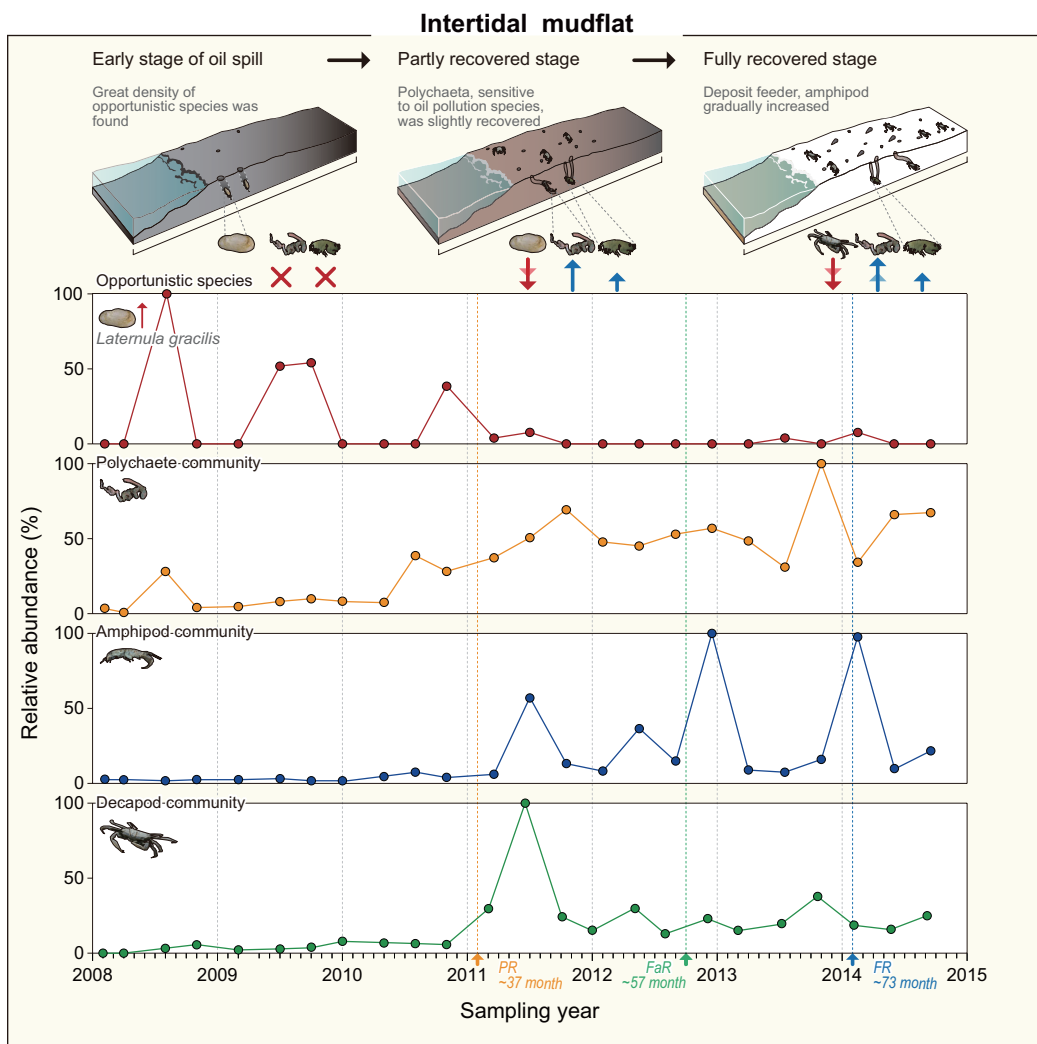 Intertidal mudflat
Early stage of oil spill
Partly recovered stage
Fully recovered stage
Great density of
opportunistic species was
found
Polychaeta, sensitive
to oil pollution species,
was slightly recovered
Deposit feeder, amphipod
gradually increased
Opportunistic species
100
50
0
Laternula gracilis
Polychaete community
100
50
0
Amphipod community
100
50
0
Decapod community
100
50
0
Relative abundance (%)
2008 2009 2010 2011 2012 2013 2014 2015
PR
~37 month
FaR
~57 month
FR
~73 month
Sampling year